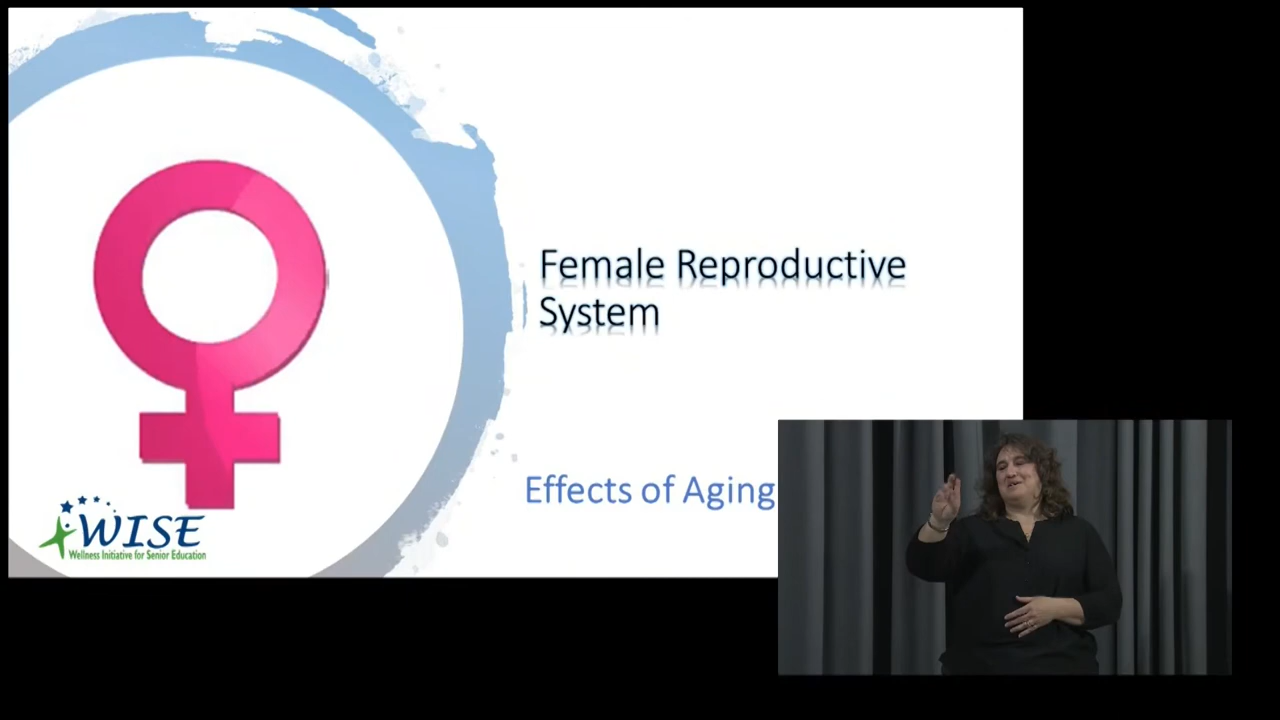 Female Reproductive
System
Effects of Aging
WISE
Wellness Initiative for Senior Education